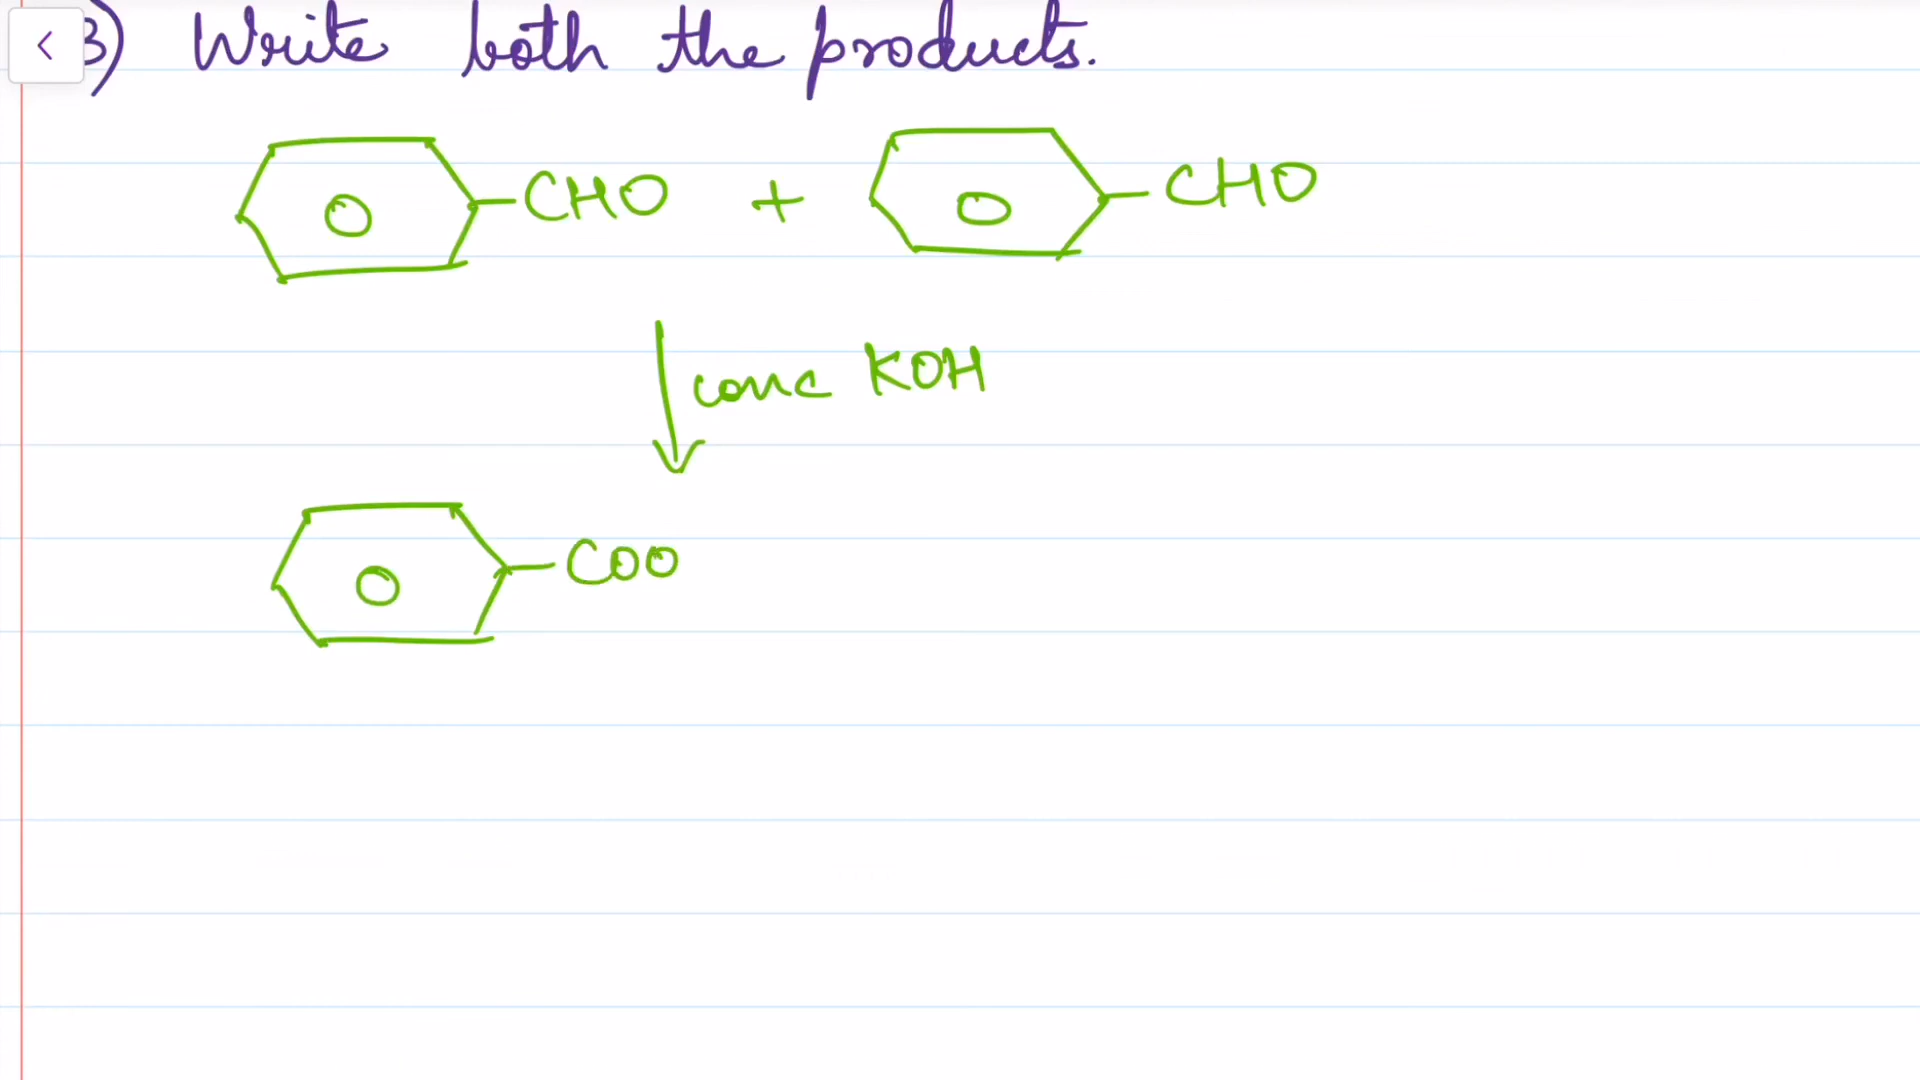 3) Write both the products.
CHO + CHO
conc KOH
COO